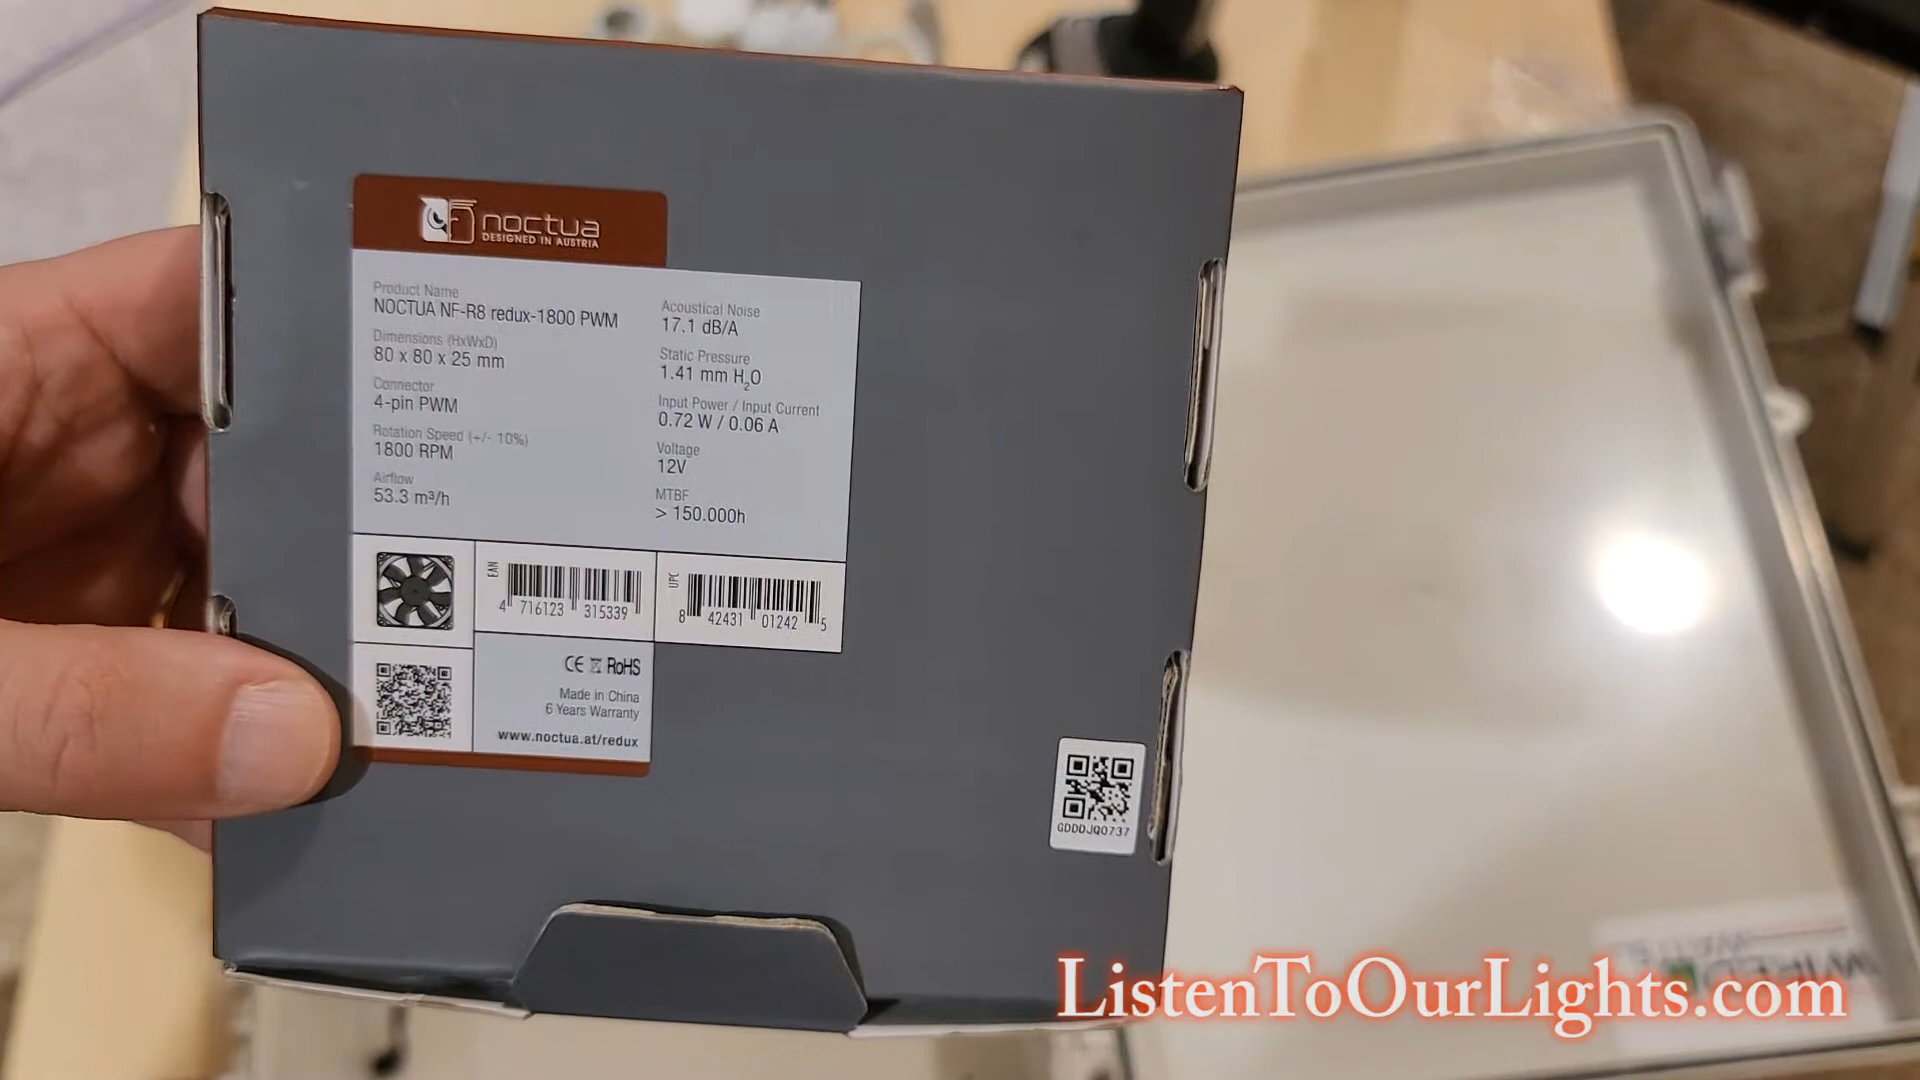 noctua
DESIGNED IN AUSTRIA
Product Name
NOCTUA NF-R8 redux-1800 PWM
Dimensions (HxWxD)
80 x 80 x 25 mm
Connector
4-pin PWM
Rotation Speed (+/- 10%)
1800 RPM
Airflow
53.3 m³/h
Acoustical Noise
17.1 dB/A
Static Pressure
1.41 mm H₂O
Input Power / Input Current
0.72 W / 0.06 A
Voltage
12V
MTBF
> 150.000h
EAN
4 716123 315339
UPC
8 42431 01242 5
CE RoHS
Made in China
6 Years Warranty
www.noctua.at/redux
GDDDJQ0737
ListenToOurLights.com